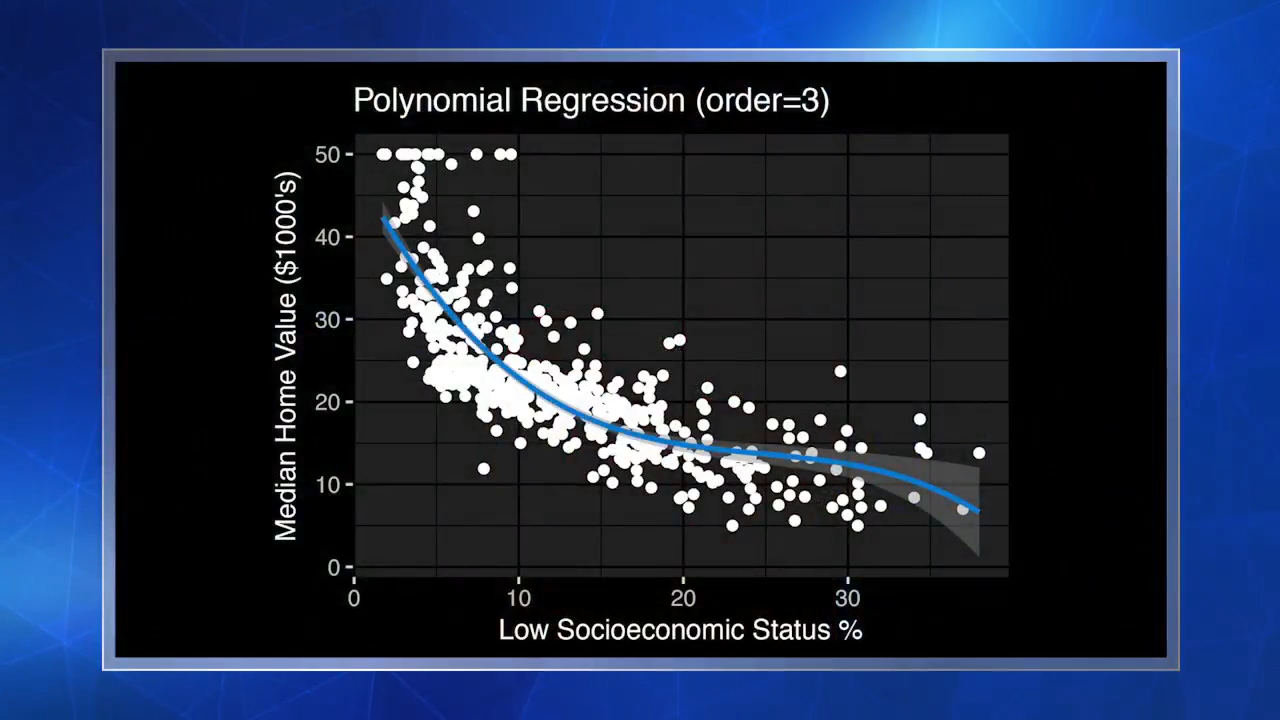 Polynomial Regression (order=3)
Median Home Value ($1000's)
50
40
30
20
10
0
0 10 20 30
Low Socioeconomic Status %